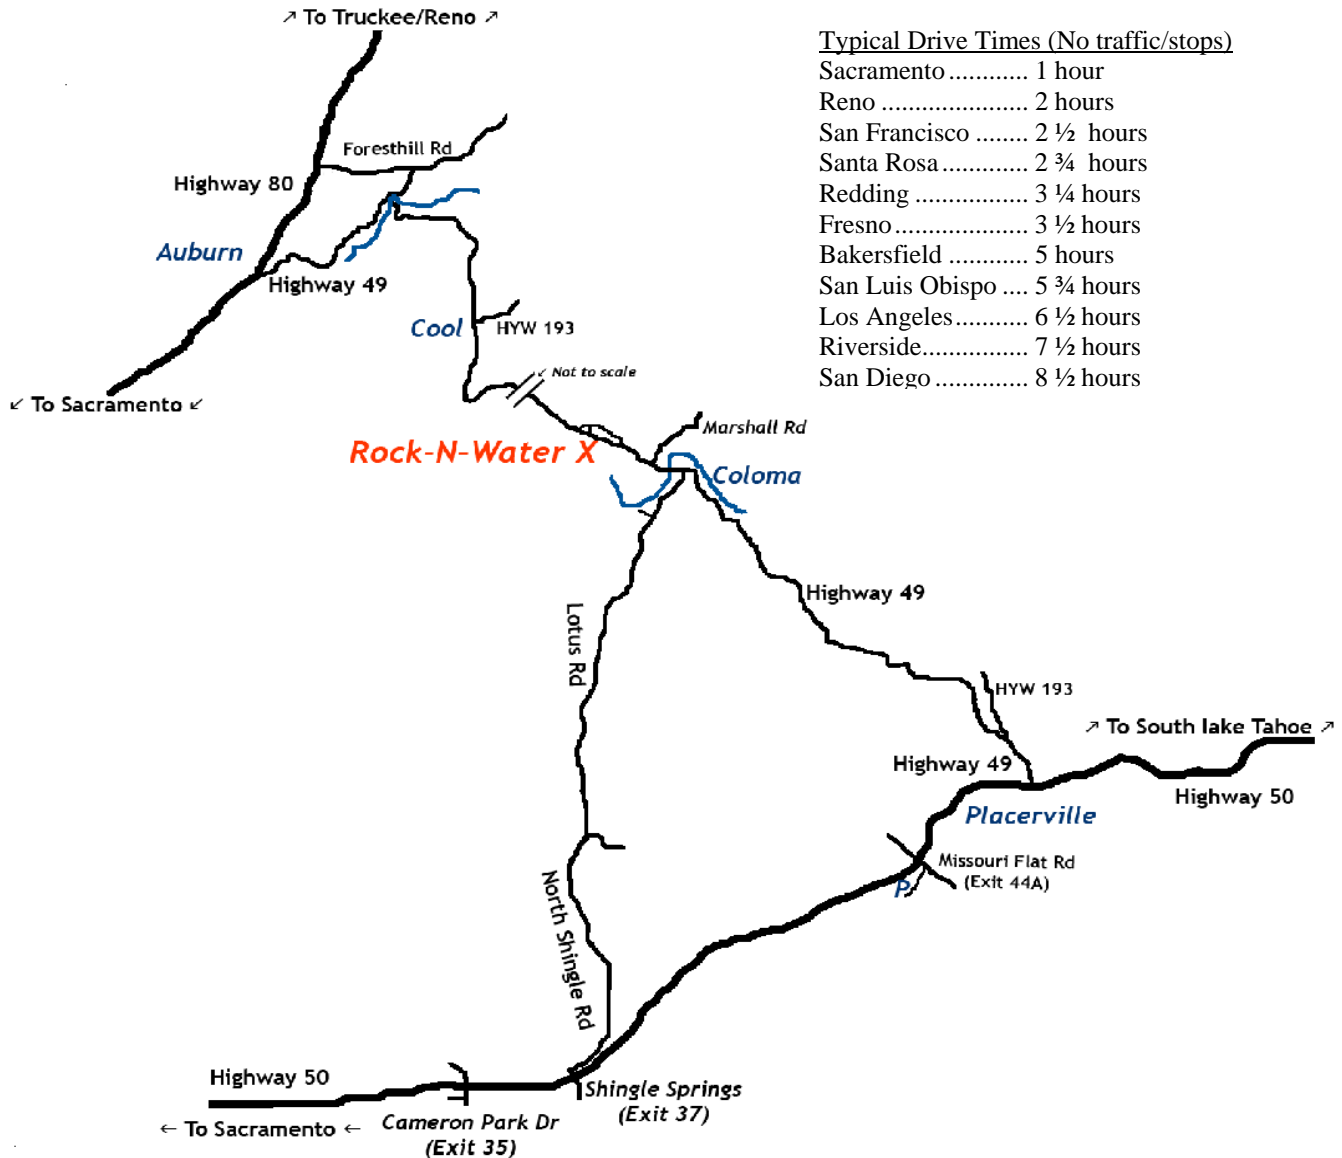 ↗ To Truckee/Reno ↗
Typical Drive Times (No traffic/stops)
Sacramento ............ 1 hour
Reno ...................... 2 hours
San Francisco ........ 2 ½ hours
Santa Rosa ............. 2 ¾ hours
Redding ................. 3 ¼ hours
Fresno .................... 3 ½ hours
Bakersfield ............ 5 hours
San Luis Obispo .... 5 ¾ hours
Los Angeles ........... 6 ½ hours
Riverside ................ 7 ½ hours
San Diego .............. 8 ½ hours
Foresthill Rd
Highway 80
Auburn
Highway 49
Cool
HYW 193
↙ Not to scale
↙ To Sacramento ↙
Marshall Rd
Rock-N-Water X
Coloma
Highway 49
Lotus Rd
HYW 193
↗ To South lake Tahoe ↗
Highway 49
Highway 50
Placerville
Missouri Flat Rd
(Exit 44A)
P
North Shingle Rd
Highway 50
Shingle Springs
(Exit 37)
← To Sacramento ←
Cameron Park Dr
(Exit 35)